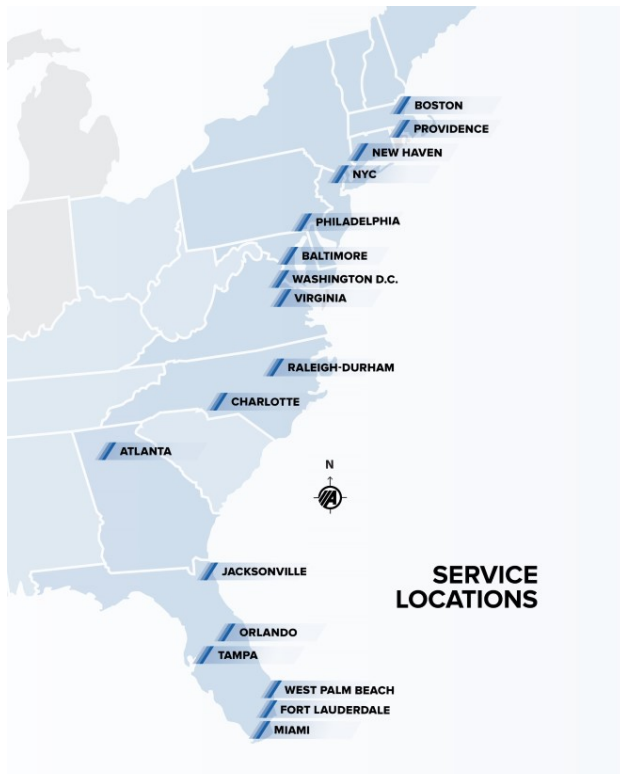 BOSTON
PROVIDENCE
NEW HAVEN
NYC
PHILADELPHIA
BALTIMORE
WASHINGTON D.C.
VIRGINIA
RALEIGH-DURHAM
CHARLOTTE
ATLANTA
N
A
JACKSONVILLE
SERVICE
LOCATIONS
ORLANDO
TAMPA
WEST PALM BEACH
FORT LAUDERDALE
MIAMI